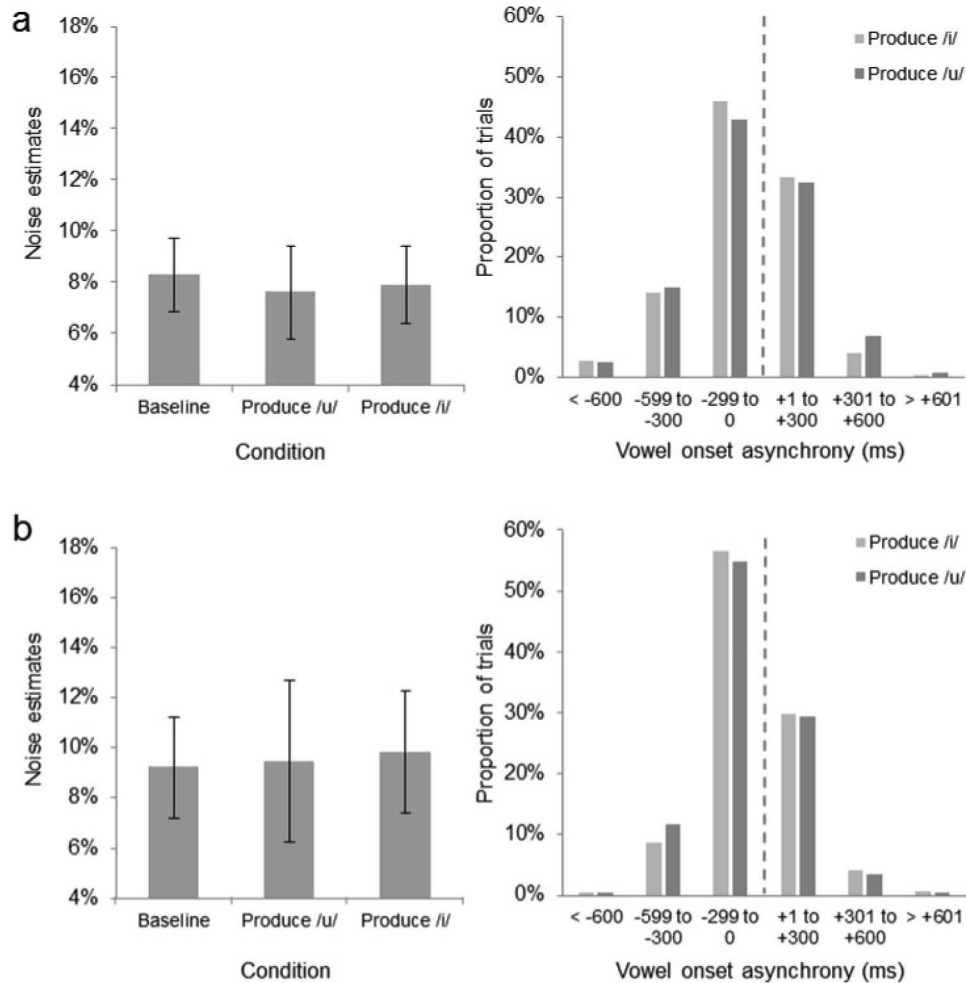 a
Noise estimates
18%
16%
14%
12%
10%
8%
6%
4%
Baseline Produce /u/ Produce /i/
Condition
Proportion of trials
60%
50%
40%
30%
20%
10%
0%
Produce /i/
Produce /u/
< -600 -599 to -299 to +1 to +301 to > +601
-300 0 +300 +600
Vowel onset asynchrony (ms)
b
Noise estimates
18%
16%
14%
12%
10%
8%
6%
4%
Baseline Produce /u/ Produce /i/
Condition
Proportion of trials
60%
50%
40%
30%
20%
10%
0%
Produce /i/
Produce /u/
< -600 -599 to -299 to +1 to +301 to > +601
-300 0 +300 +600
Vowel onset asynchrony (ms)